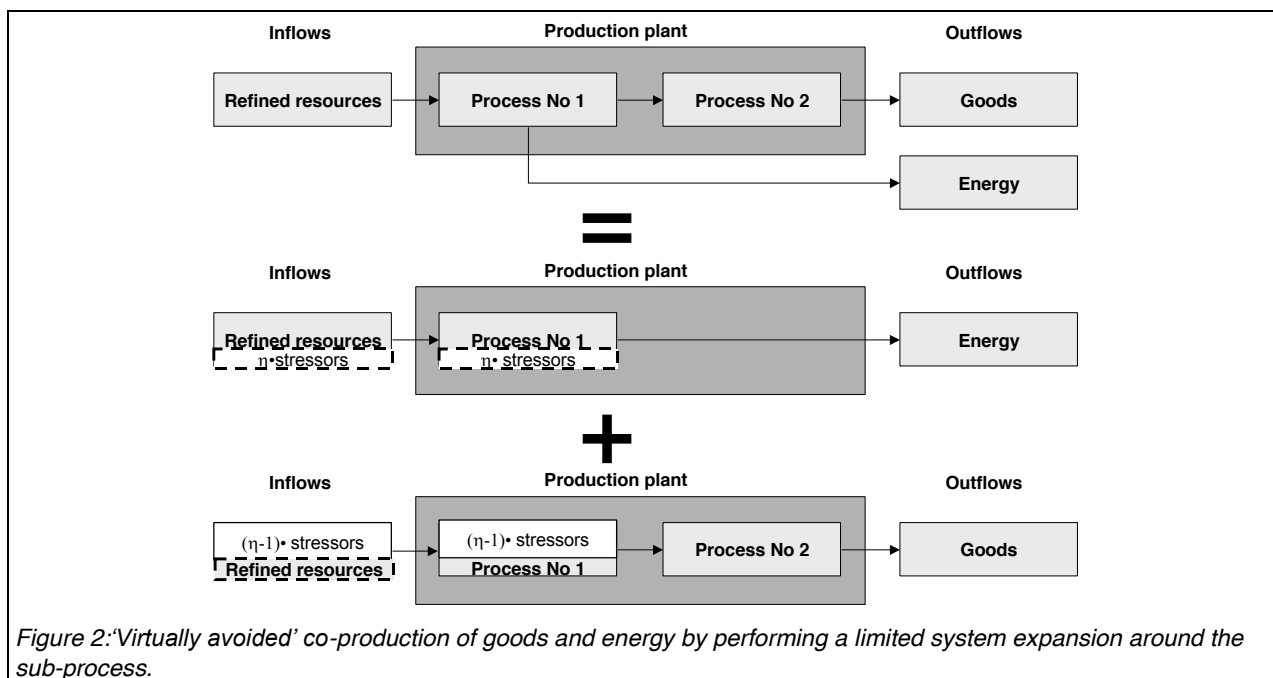 Inflows Production plant Outflows
Refined resources Process No 1 Process No 2 Goods
Energy
=
Inflows Production plant Outflows
Refined resources Process No 1 Energy
η•stressors η• stressors
+
Inflows Production plant Outflows
(η-1)• stressors (η-1)• stressors Process No 2 Goods
Refined resources Process No 1
Figure 2:‘Virtually avoided’ co-production of goods and energy by performing a limited system expansion around the
sub-process.